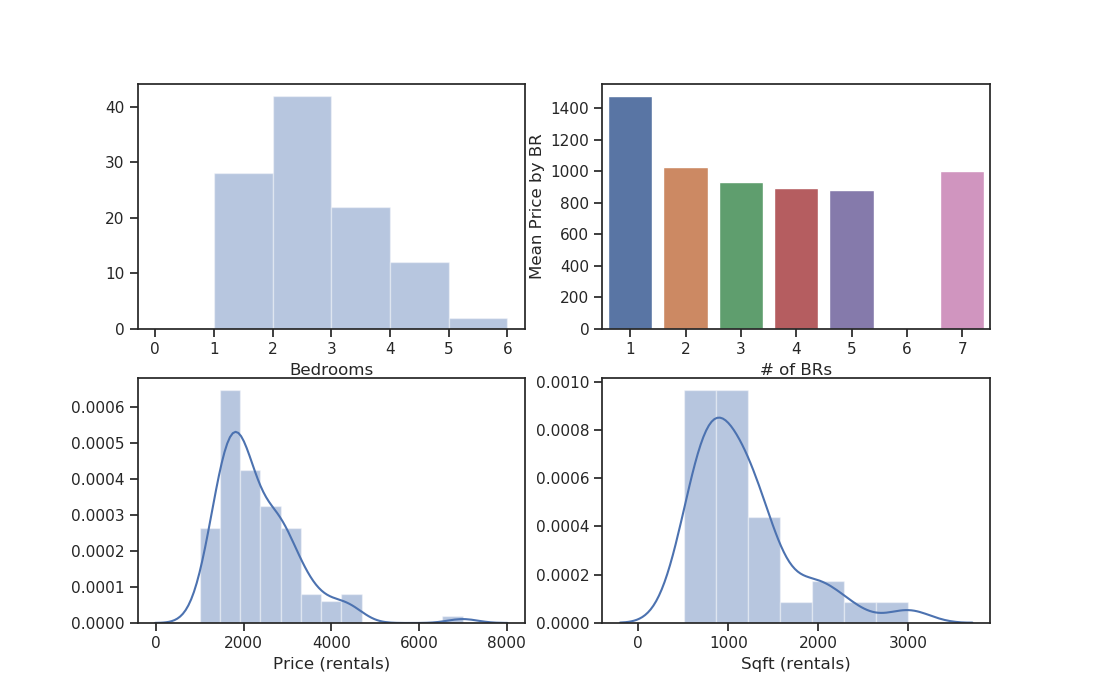 40
30
20
10
0
0 1 2 3 4 5 6
Bedrooms
Mean Price by BR
1400
1200
1000
800
600
400
200
0
1 2 3 4 5 6 7
# of BRs
0.0006
0.0005
0.0004
0.0003
0.0002
0.0001
0.0000
0 2000 4000 6000 8000
Price (rentals)
0.0010
0.0008
0.0006
0.0004
0.0002
0.0000
0 1000 2000 3000
Sqft (rentals)